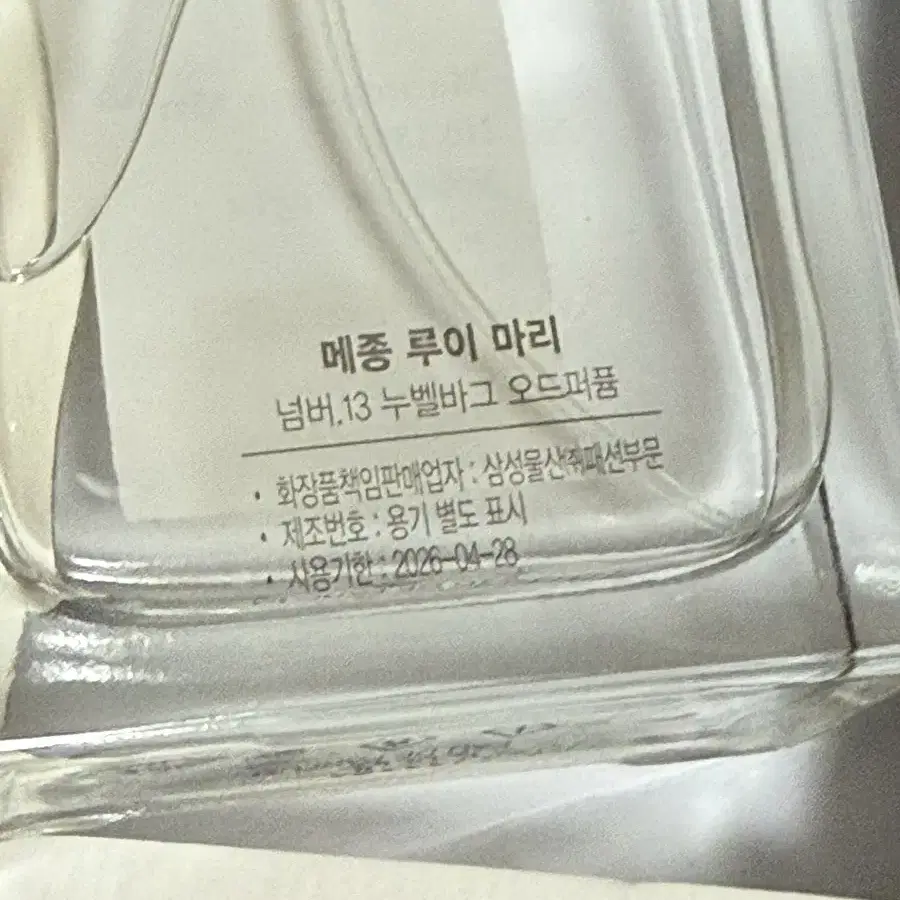 메종 루이 마리
넘버.13 누벨바그 오드퍼퓸
• 화장품책임판매업자 : 삼성물산㈜패션부문
• 제조번호 : 용기 별도 표시
• 사용기한 : 2026-04-28